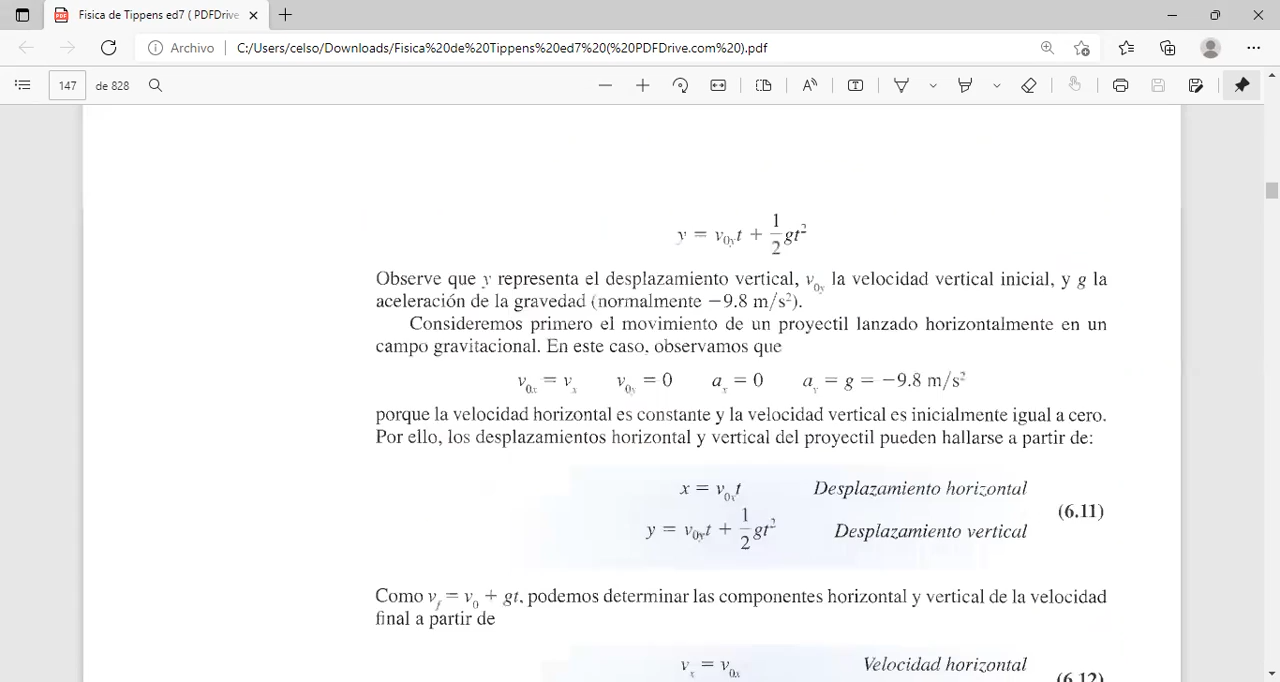 Fisica de Tippens ed7 ( PDFDrive
Archivo
C:/Users/celso/Downloads/Fisica%20de%20Tippens%20ed7%20(%20PDFDrive.com%20).pdf
147 de 828
y = v₀yt + 1/2 gt²
Observe que y representa el desplazamiento vertical, v₀y la velocidad vertical inicial, y g la
aceleración de la gravedad (normalmente −9.8 m/s²).
Consideremos primero el movimiento de un proyectil lanzado horizontalmente en un
campo gravitacional. En este caso, observamos que
v₀ₓ = vₓ v₀y = 0 aₓ = 0 ay = g = −9.8 m/s²
porque la velocidad horizontal es constante y la velocidad vertical es inicialmente igual a cero.
Por ello, los desplazamientos horizontal y vertical del proyectil pueden hallarse a partir de:
x = v₀ₓt Desplazamiento horizontal
y = v₀yt + 1/2 gt² Desplazamiento vertical
(6.11)
Como vf = v₀ + gt, podemos determinar las componentes horizontal y vertical de la velocidad
final a partir de
vₓ = v₀ₓ Velocidad horizontal
(6.12)